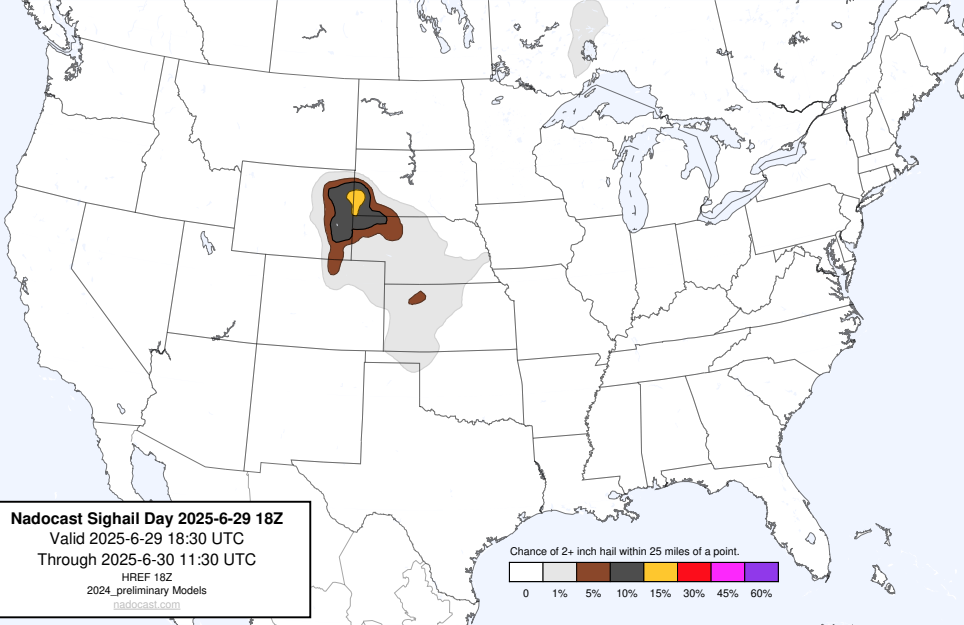 Nadocast Sighail Day 2025-6-29 18Z
Valid 2025-6-29 18:30 UTC
Through 2025-6-30 11:30 UTC
HREF 18Z
2024_preliminary Models
nadocast.com
Chance of 2+ inch hail within 25 miles of a point.
0 1% 5% 10% 15% 30% 45% 60%